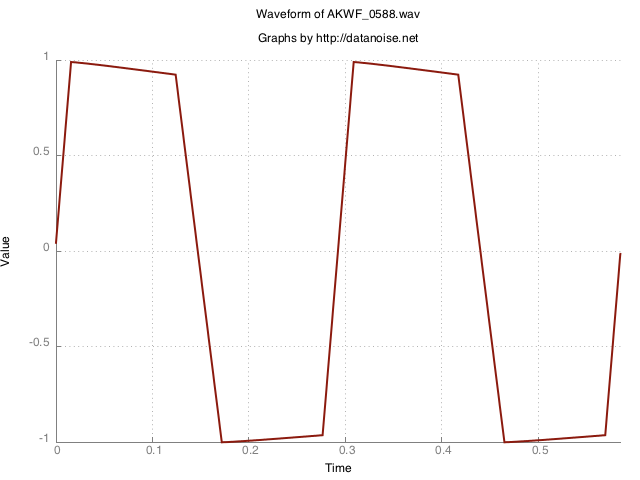 Waveform of AKWF_0588.wav
Graphs by http://datanoise.net
1
0.5
0
-0.5
-1
Value
0 0.1 0.2 0.3 0.4 0.5
Time